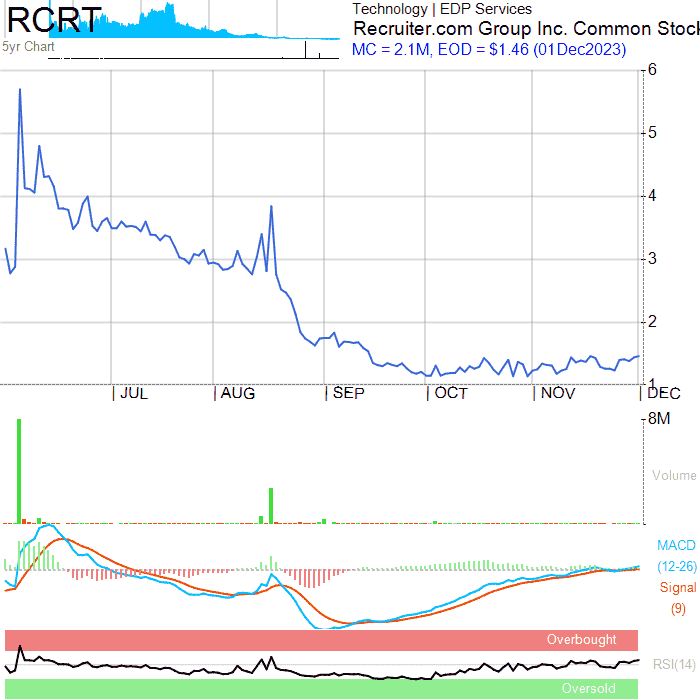 RCRT
5yr Chart
Technology | EDP Services
Recruiter.com Group Inc. Common Stock
MC = 2.1M, EOD = $1.46 (01Dec2023)
6
5
4
3
2
1
JUL AUG SEP OCT NOV DEC
8M
Volume
MACD
(12-26)
Signal
(9)
Overbought
RSI(14)
Oversold